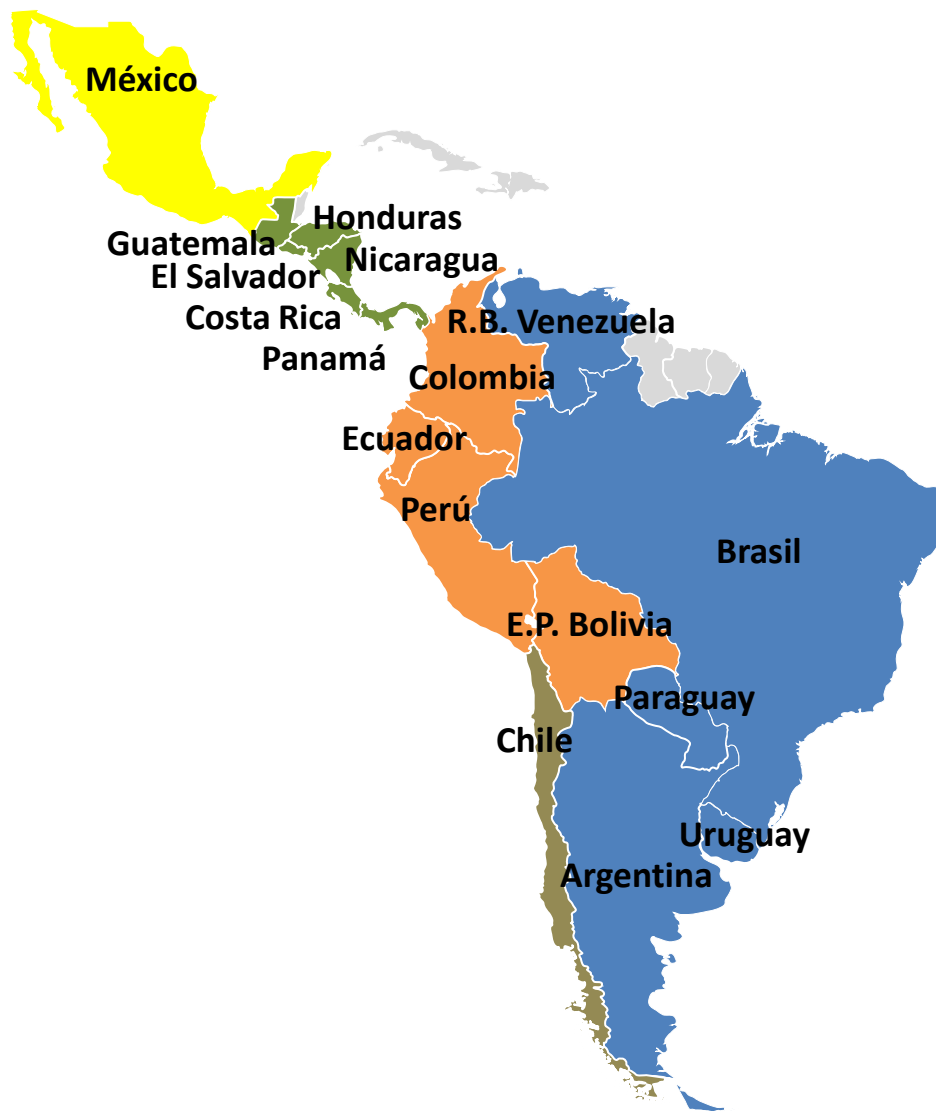 México
Honduras
Guatemala
Nicaragua
El Salvador
Costa Rica
R.B. Venezuela
Panamá
Colombia
Ecuador
Perú
Brasil
E.P. Bolivia
Paraguay
Chile
Uruguay
Argentina